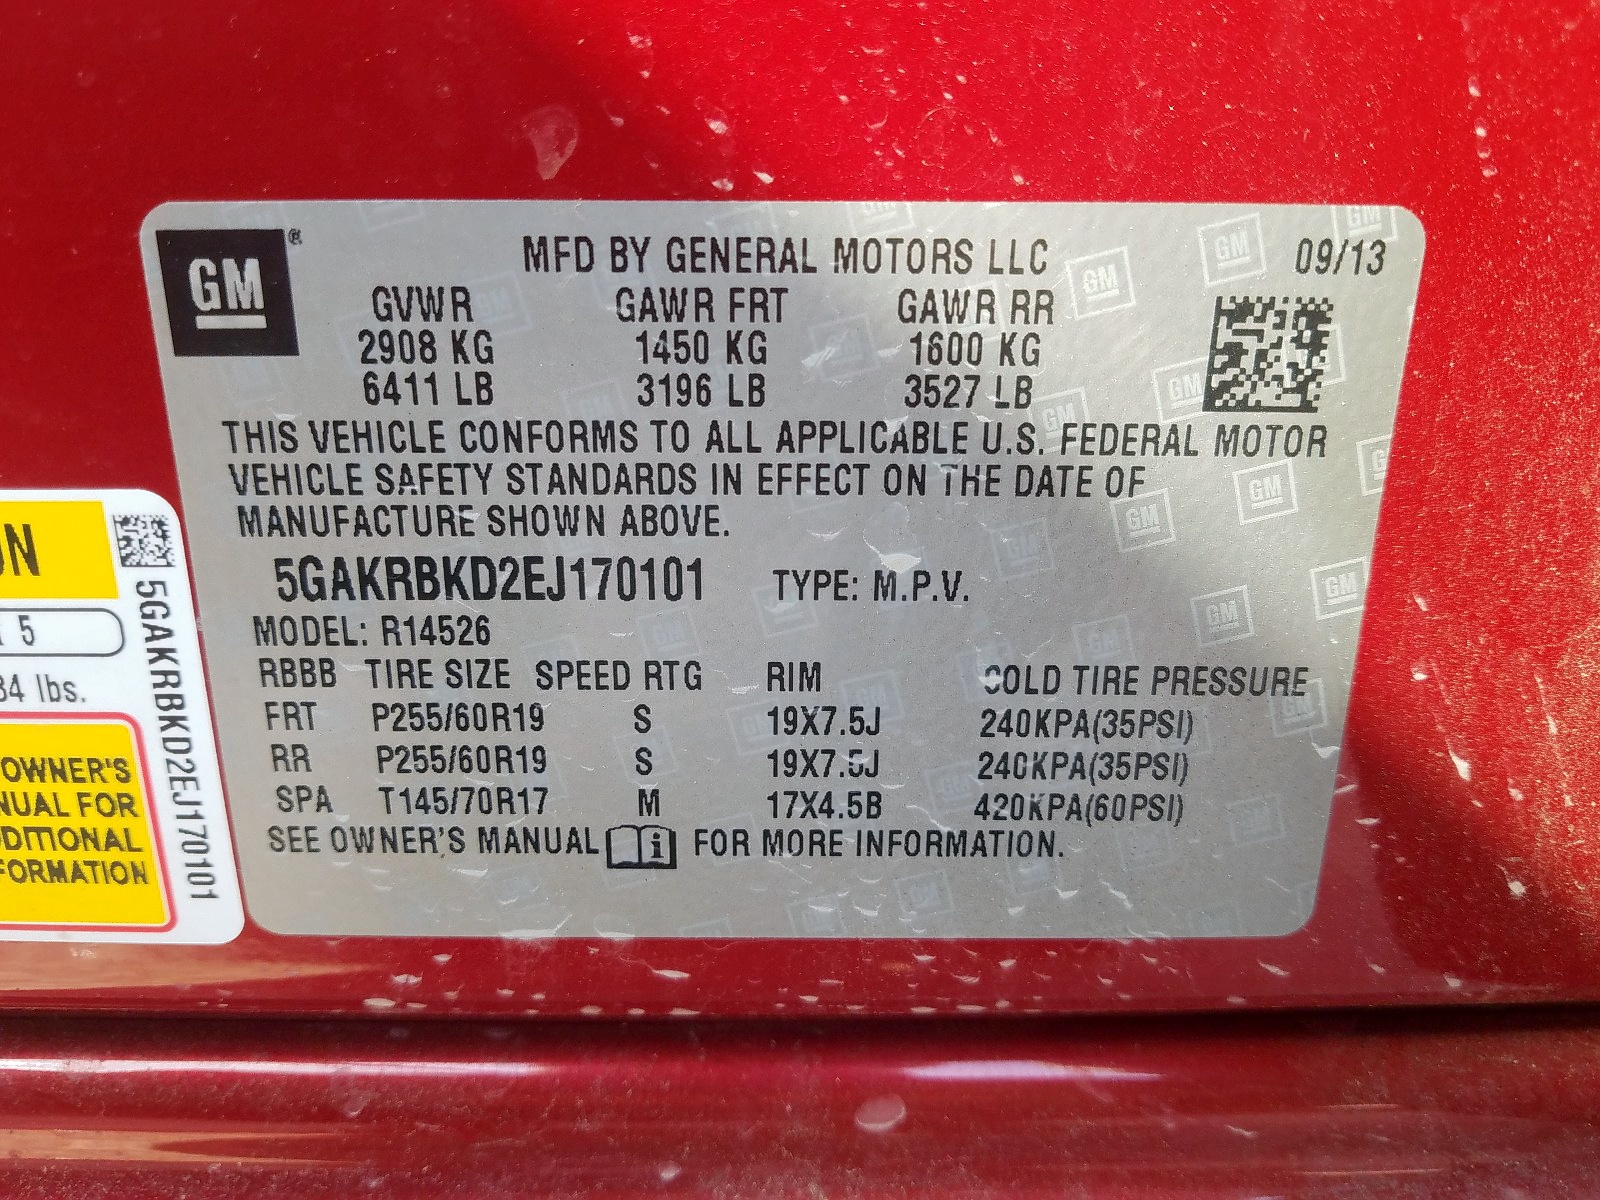 GM ®
MFD BY GENERAL MOTORS LLC 09/13
GVWR GAWR FRT GAWR RR
2908 KG 1450 KG 1600 KG
6411 LB 3196 LB 3527 LB
THIS VEHICLE CONFORMS TO ALL APPLICABLE U.S. FEDERAL MOTOR
VEHICLE SAFETY STANDARDS IN EFFECT ON THE DATE OF
MANUFACTURE SHOWN ABOVE.
5GAKRBKD2EJ170101 TYPE: M.P.V.
MODEL: R14526
RBBB TIRE SIZE SPEED RTG RIM COLD TIRE PRESSURE
FRT P255/60R19 S 19X7.5J 240KPA(35PSI)
RR P255/60R19 S 19X7.5J 240KPA(35PSI)
SPA T145/70R17 M 17X4.5B 420KPA(60PSI)
SEE OWNER'S MANUAL i FOR MORE INFORMATION.
5
lbs.
OWNER'S
FOR
5GAKRBKD2EJ170101